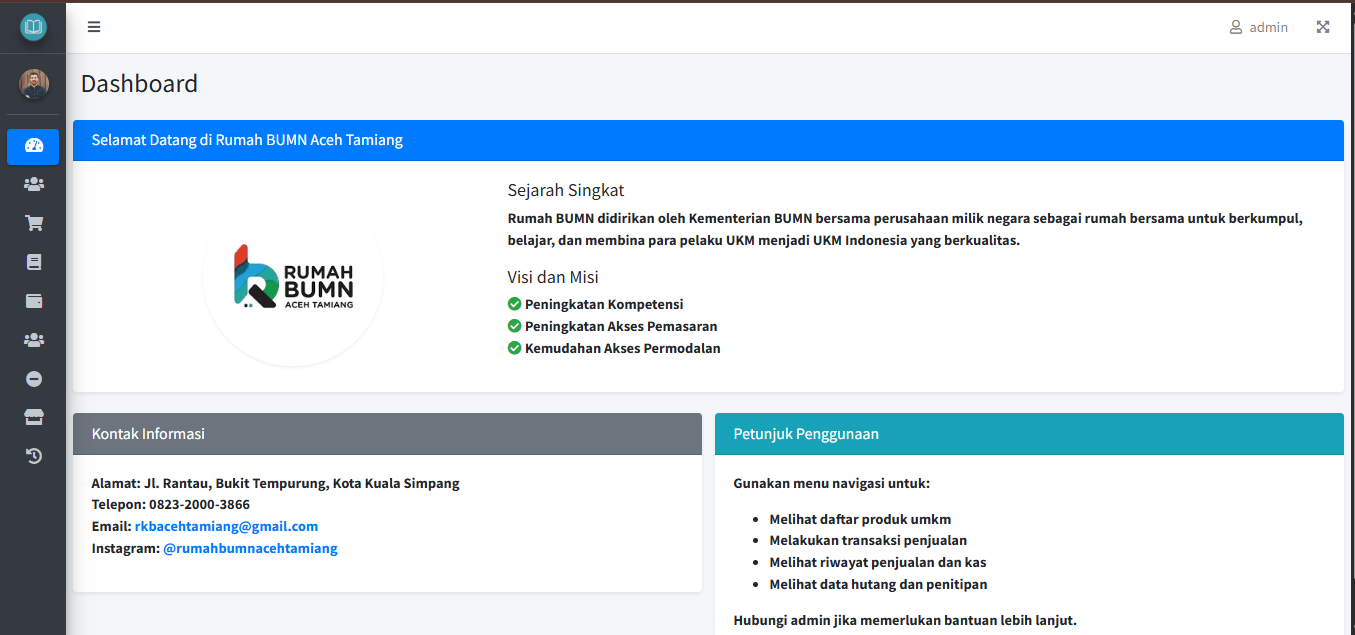 admin
Dashboard
Selamat Datang di Rumah BUMN Aceh Tamiang
RUMAH
BUMN
ACEH TAMIANG
Sejarah Singkat
Rumah BUMN didirikan oleh Kementerian BUMN bersama perusahaan milik negara sebagai rumah bersama untuk berkumpul,
belajar, dan membina para pelaku UKM menjadi UKM Indonesia yang berkualitas.
Visi dan Misi
Peningkatan Kompetensi
Peningkatan Akses Pemasaran
Kemudahan Akses Permodalan
Kontak Informasi
Alamat: Jl. Rantau, Bukit Tempurung, Kota Kuala Simpang
Telepon: 0823-2000-3866
Email: rkbacehtamiang@gmail.com
Instagram: @rumahbumnacehtamiang
Petunjuk Penggunaan
Gunakan menu navigasi untuk:
Melihat daftar produk umkm
Melakukan transaksi penjualan
Melihat riwayat penjualan dan kas
Melihat data hutang dan penitipan
Hubungi admin jika memerlukan bantuan lebih lanjut.